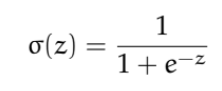 σ(z) = 1 / (1 + e^{−z})